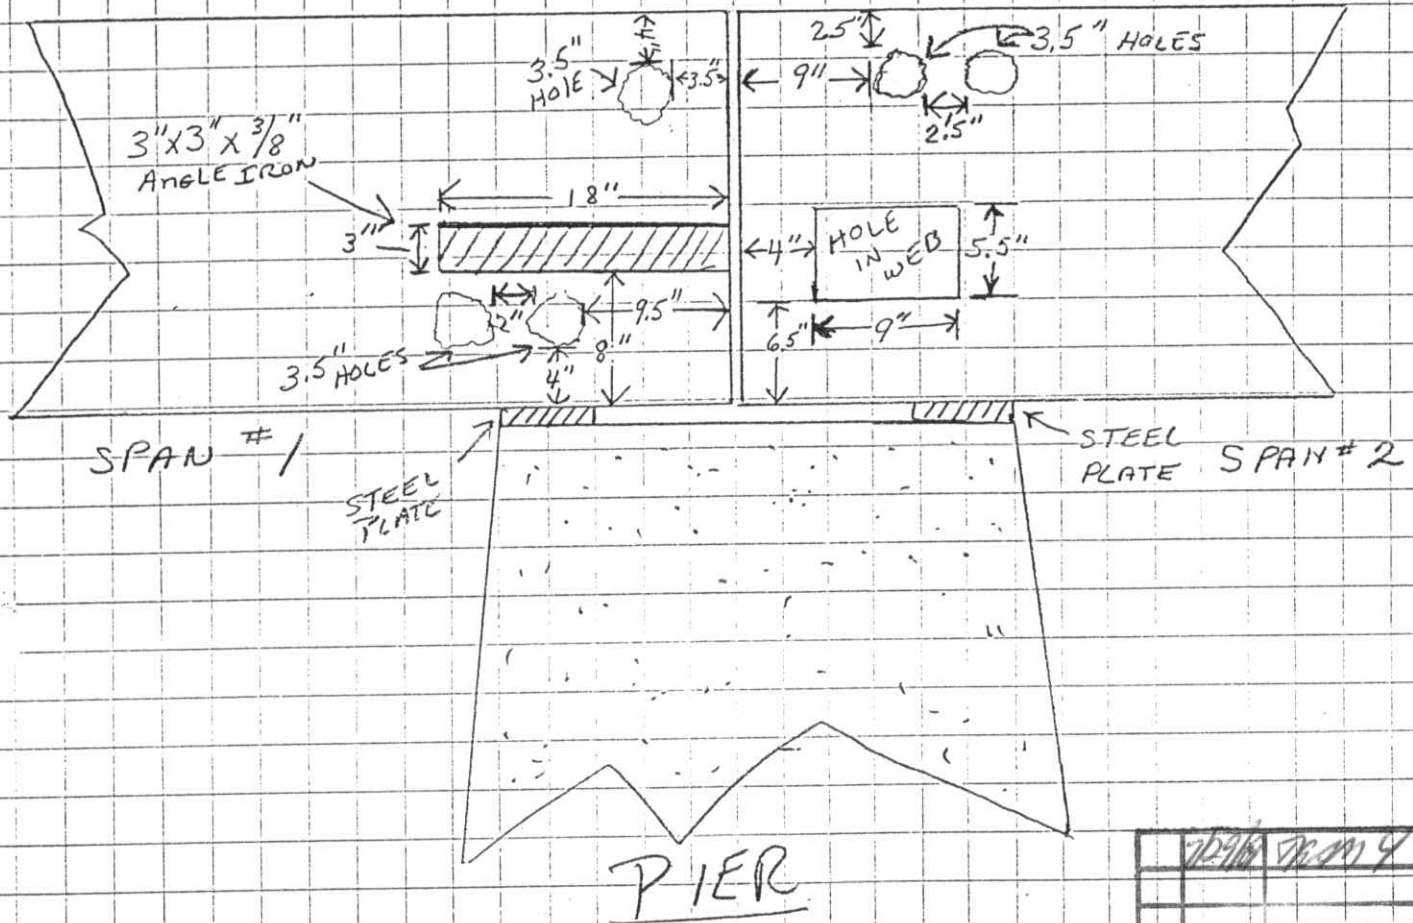 4"
3.5"
HOLE
3.5"
25"
3.5" HOLES
9"
2.5"
3"x3"x3/8"
ANGLE IRON
18"
3"
4"
HOLE
IN
WEB
5.5"
2"
9.5"
8"
6.5"
9"
3.5" HOLES
4"
SPAN #1
STEEL
PLATE
STEEL
PLATE
SPAN #2
PIER